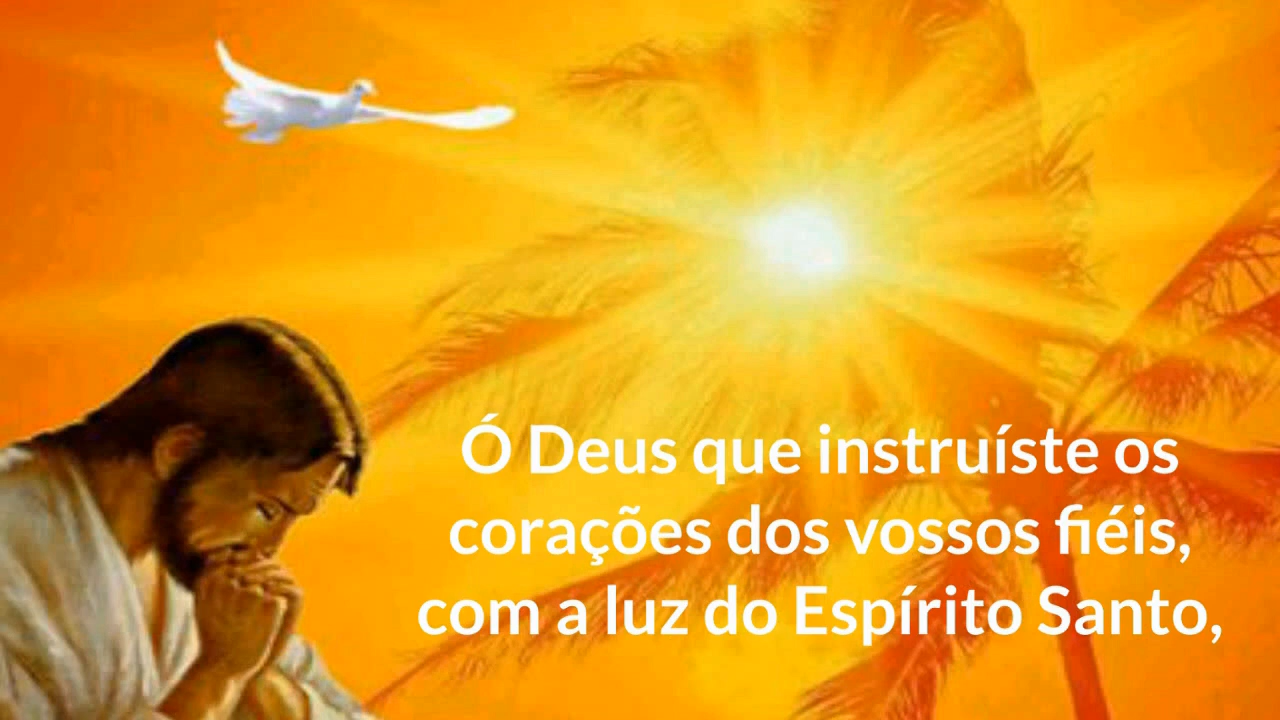 Ó Deus que instruíste os
corações dos vossos fiéis,
com a luz do Espírito Santo,